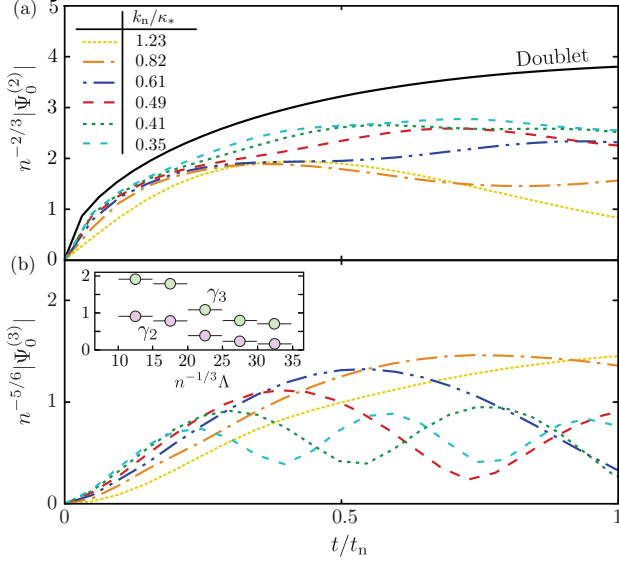 (a)
5
4
3
2
1
0
n^{-2/3}|Ψ_0^{(2)}|
k_n/κ_*
1.23
0.82
0.61
0.49
0.41
0.35
Doublet
(b)
2
1
0
n^{-5/6}|Ψ_0^{(3)}|
2
1
0
γ_3
γ_2
10 15 20 25 30 35
n^{-1/3}Λ
0 0.5 1
t/t_n